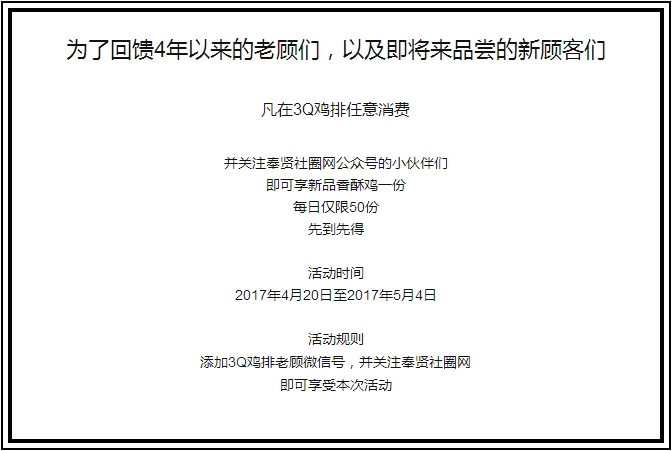 为了回馈4年以来的老顾们，以及即将来品尝的新顾客们
凡在3Q鸡排任意消费
并关注奉贤社圈网公众号的小伙伴们
即可享新品香酥鸡一份
每日仅限50份
先到先得
活动时间
2017年4月20日至2017年5月4日
活动规则
添加3Q鸡排老顾微信号，并关注奉贤社圈网
即可享受本次活动